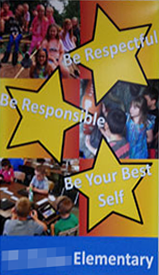 Be Respectful
Be Responsible
Be Your Best
Self
Elementary